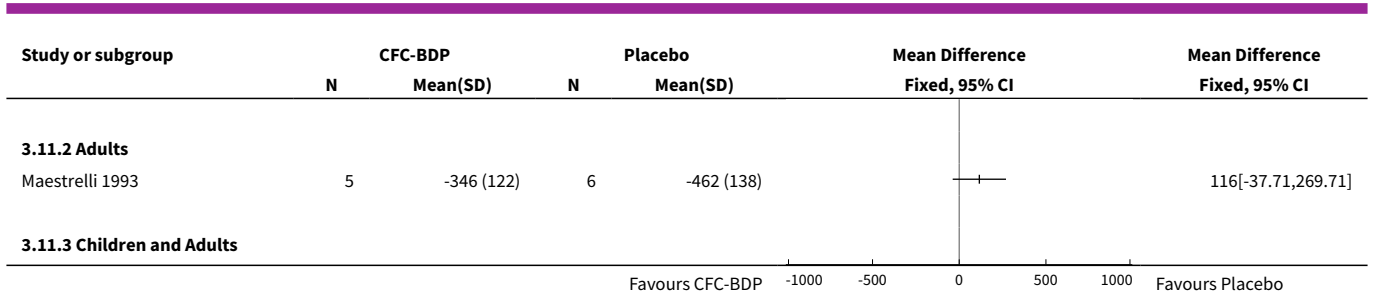 Study or subgroup CFC-BDP Placebo Mean Difference Mean Difference
N Mean(SD) N Mean(SD) Fixed, 95% CI Fixed, 95% CI
3.11.2 Adults
Maestrelli 1993 5 -346 (122) 6 -462 (138) 116[-37.71,269.71]
3.11.3 Children and Adults
Favours CFC-BDP -1000 -500 0 500 1000 Favours Placebo